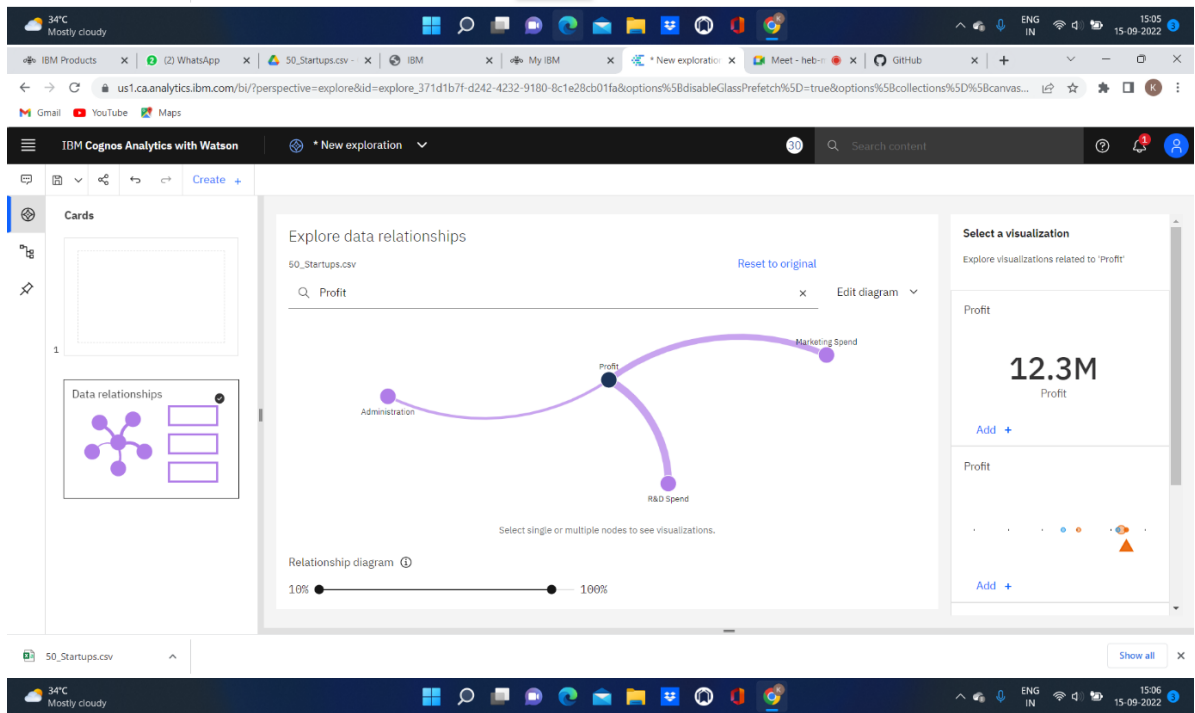 34°C
Mostly cloudy
ENG
IN
15:05
15-09-2022
3
IBM Products
(2) WhatsApp
50_Startups.csv -
IBM
My IBM
* New exploration
Meet - heb-n
GitHub
us1.ca.analytics.ibm.com/bi/?perspective=explore&id=explore_371d1b7f-d242-4232-9180-8c1e28cb01fa&options%5BdisableGlassPrefetch%5D=true&options%5Bcollections%5D%5Bcanvas...
K
Gmail
YouTube
Maps
IBM Cognos Analytics with Watson
* New exploration
30
Search content
1
Create +
Cards
1
Data relationships
Explore data relationships
50_Startups.csv
Reset to original
Profit
Edit diagram
Marketing Spend
Profit
Administration
R&D Spend
Select single or multiple nodes to see visualizations.
Relationship diagram
10%
100%
Select a visualization
Explore visualizations related to 'Profit'
Profit
12.3M
Profit
Add +
Profit
Add +
50_Startups.csv
Show all
34°C
Mostly cloudy
ENG
IN
15:06
15-09-2022
3